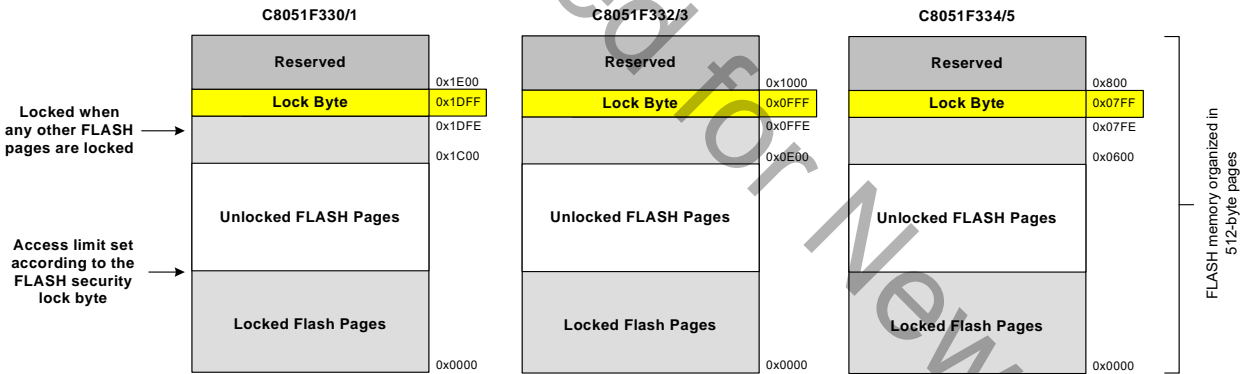 C8051F330/1
Reserved
0x1E00
Lock Byte
0x1DFF
0x1DFE
0x1C00
Unlocked FLASH Pages
Locked Flash Pages
0x0000
Locked when
any other FLASH
pages are locked
Access limit set
according to the
FLASH security
lock byte
C8051F332/3
Reserved
0x1000
Lock Byte
0x0FFF
0x0FFE
0x0E00
Unlocked FLASH Pages
Locked Flash Pages
0x0000
C8051F334/5
Reserved
0x800
Lock Byte
0x07FF
0x07FE
0x0600
Unlocked FLASH Pages
Locked Flash Pages
0x0000
FLASH memory organized in
512-byte pages
for New